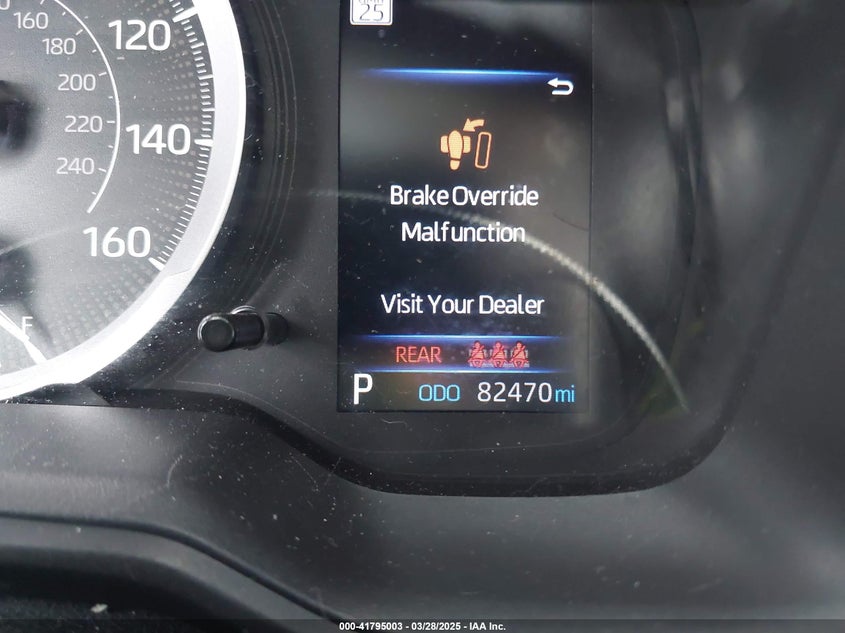 25
160
180
200
220
240
120
140
160
F
Brake Override
Malfunction
Visit Your Dealer
REAR
P ODO 82470 mi
000-41795003 - 03/28/2025 - IAA Inc.